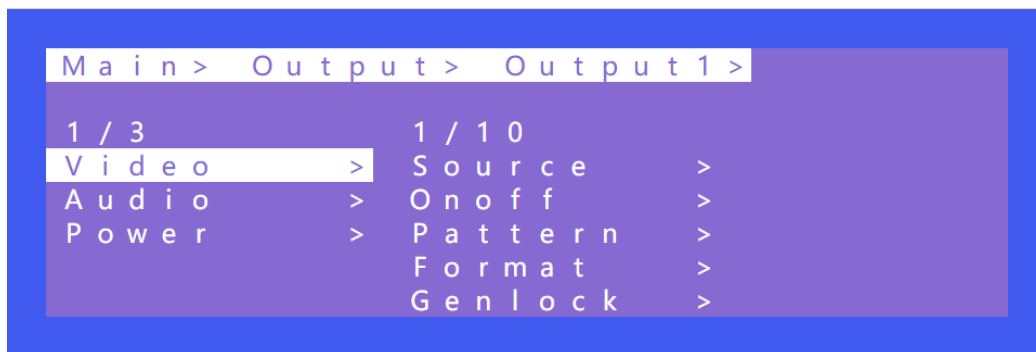 Main> Output> Output1>
1/3 1/10
Video > Source >
Audio > Onoff >
Power > Pattern >
Format >
Genlock >